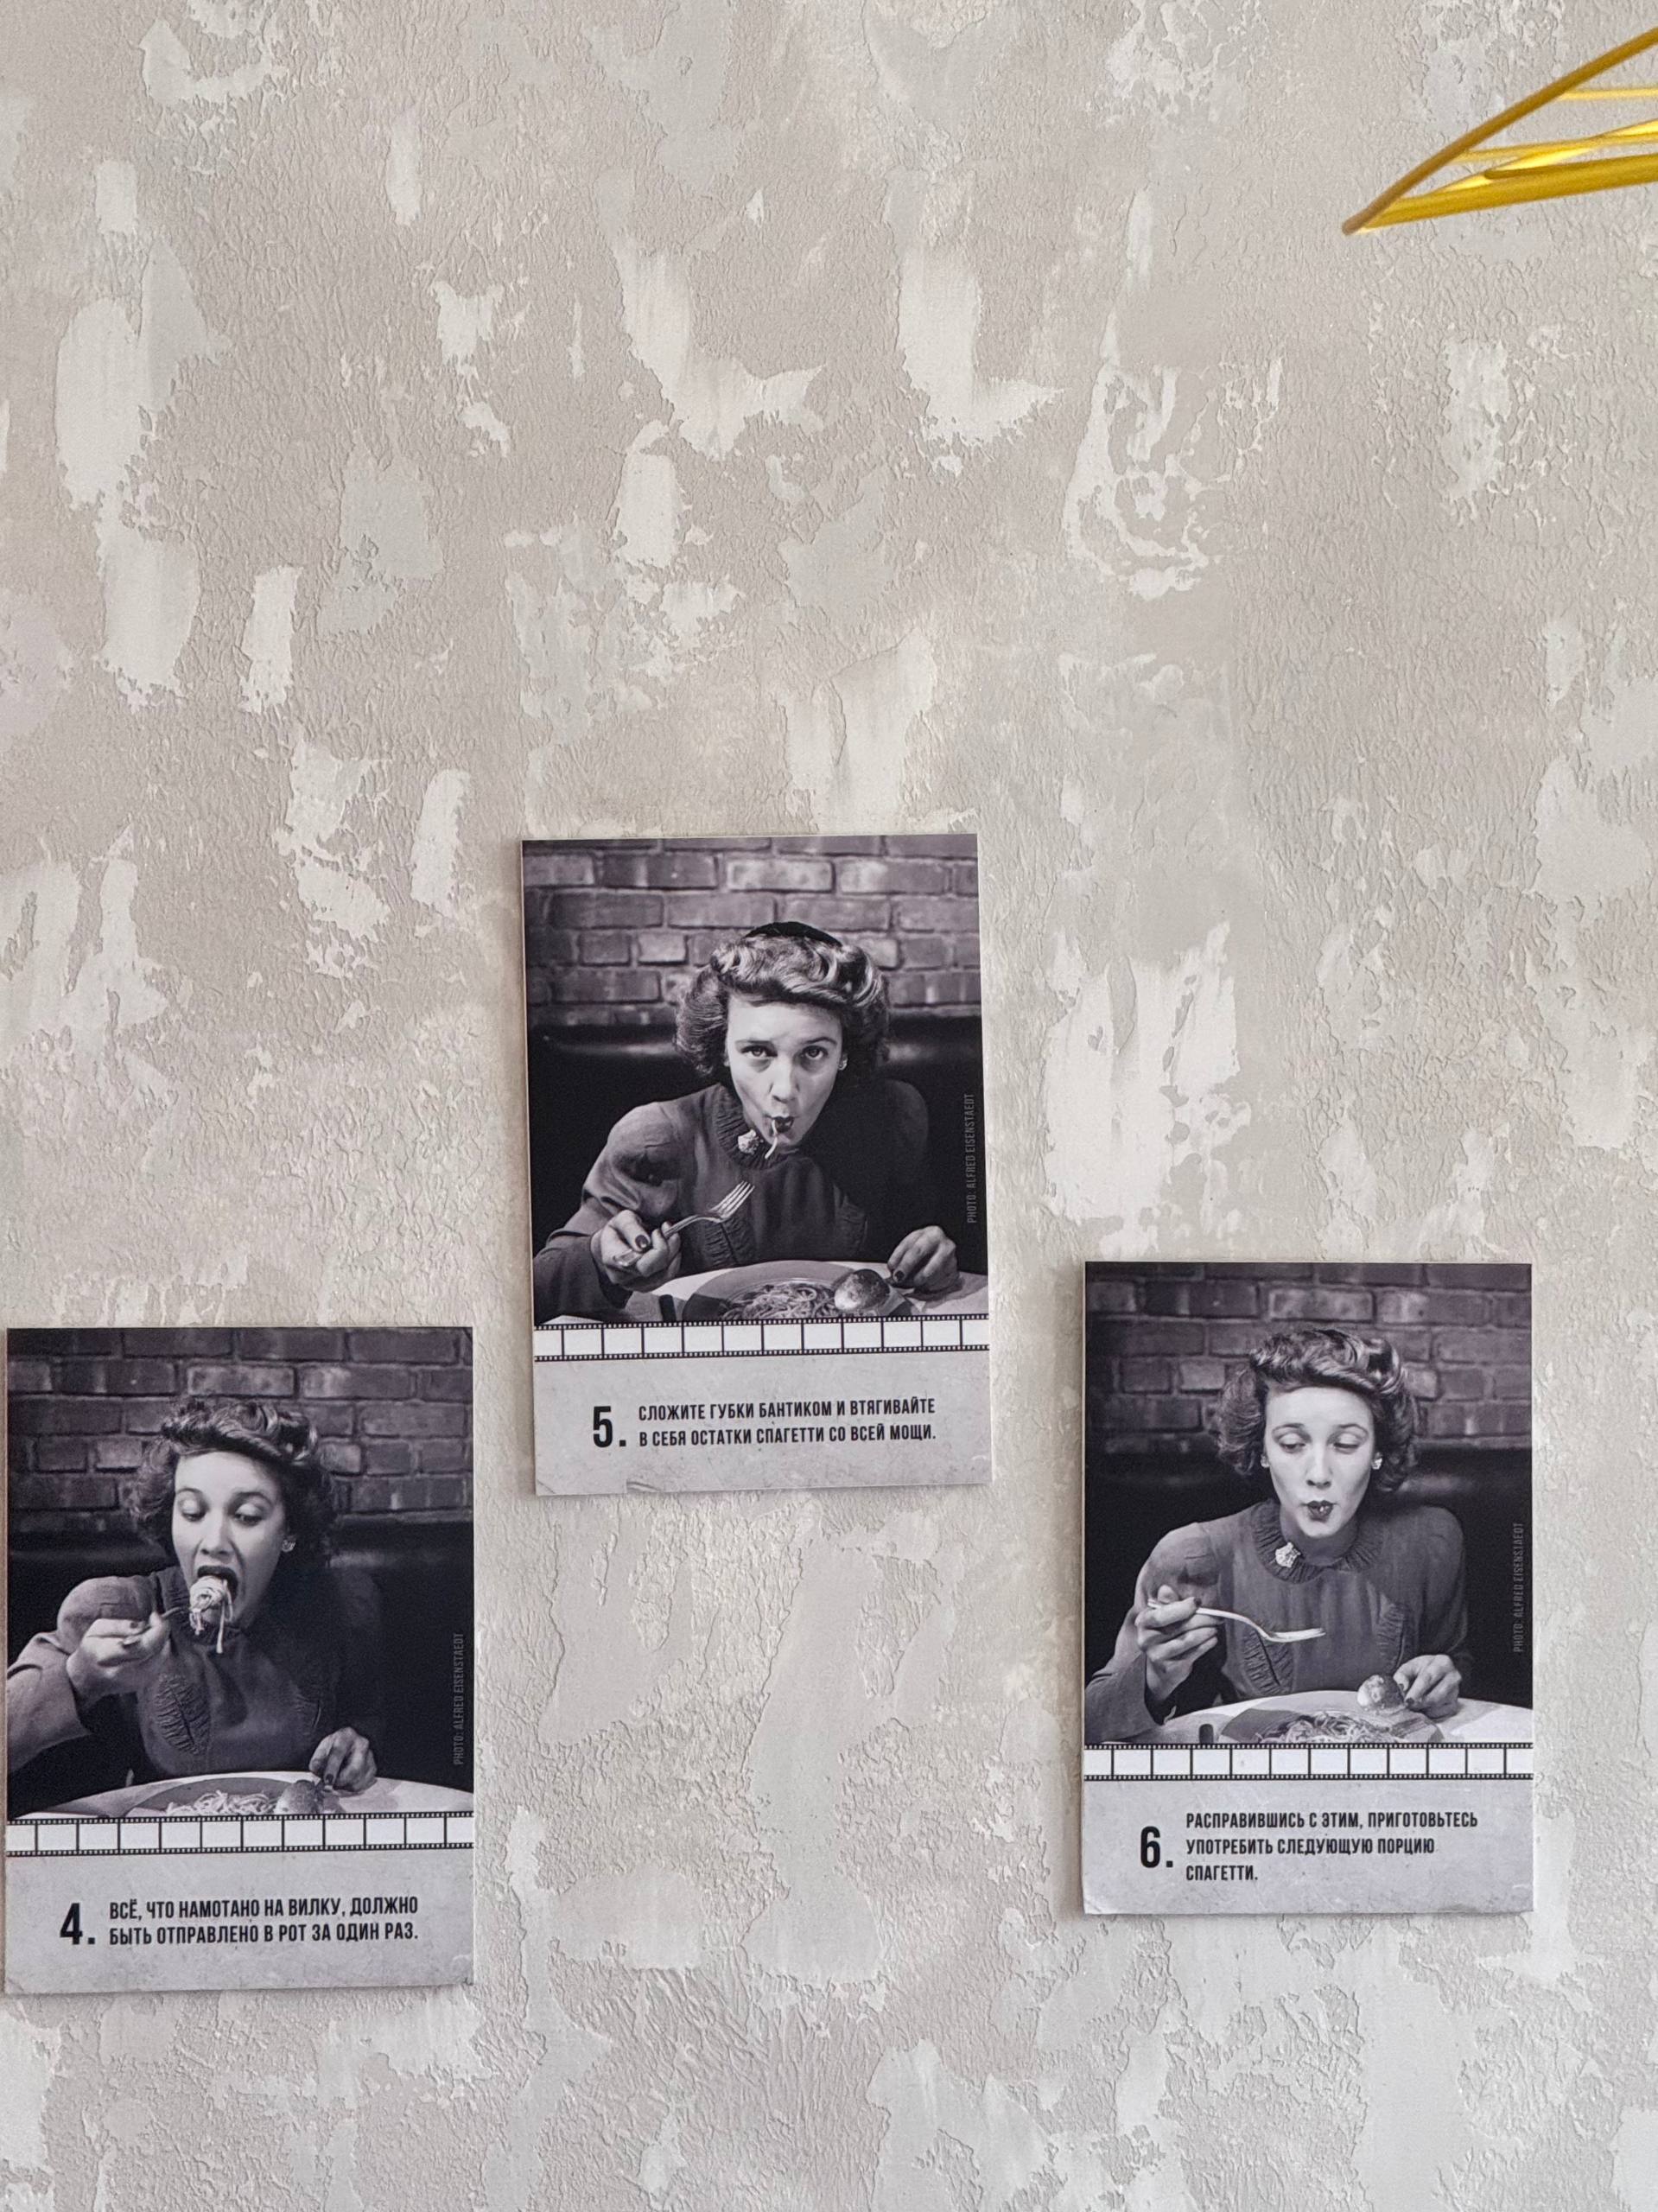 4.
ВСЁ, ЧТО НАМОТАНО НА ВИЛКУ, ДОЛЖНО
БЫТЬ ОТПРАВЛЕНО В РОТ ЗА ОДИН РАЗ.
PHOTO: ALFRED EISENSTAEDT
5.
СЛОЖИТЕ ГУБКИ БАНТИКОМ И ВТЯГИВАЙТЕ
В СЕБЯ ОСТАТКИ СПАГЕТТИ СО ВСЕЙ МОЩИ.
PHOTO: ALFRED EISENSTAEDT
6.
РАСПРАВИВШИСЬ С ЭТИМ, ПРИГОТОВЬТЕСЬ
УПОТРЕБИТЬ СЛЕДУЮЩУЮ ПОРЦИЮ
СПАГЕТТИ.
PHOTO: ALFRED EISENSTAEDT